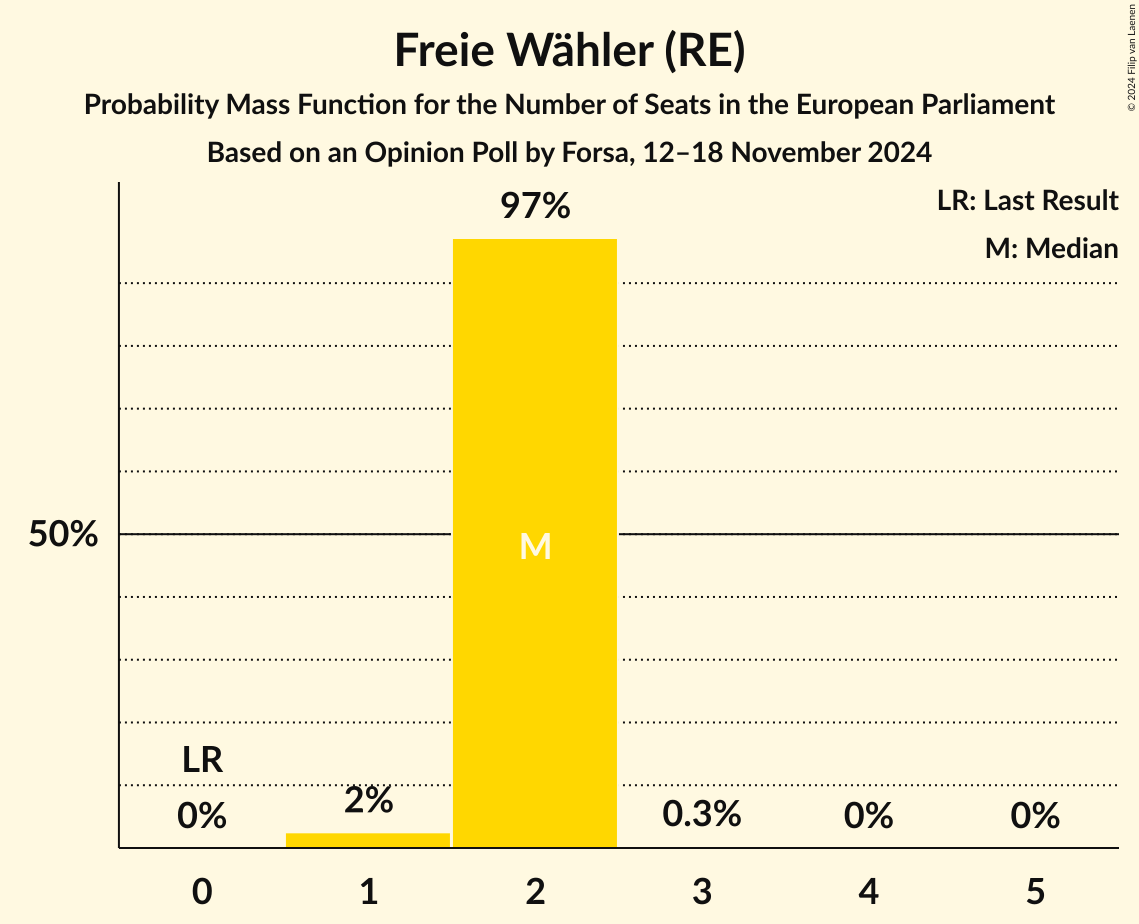 Freie Wähler (RE)
Probability Mass Function for the Number of Seats in the European Parliament
Based on an Opinion Poll by Forsa, 12–18 November 2024
© 2024 Filip van Laenen
LR: Last Result
M: Median
97%
50%
M
LR
0%
2%
0.3%
0%
0%
0 1 2 3 4 5